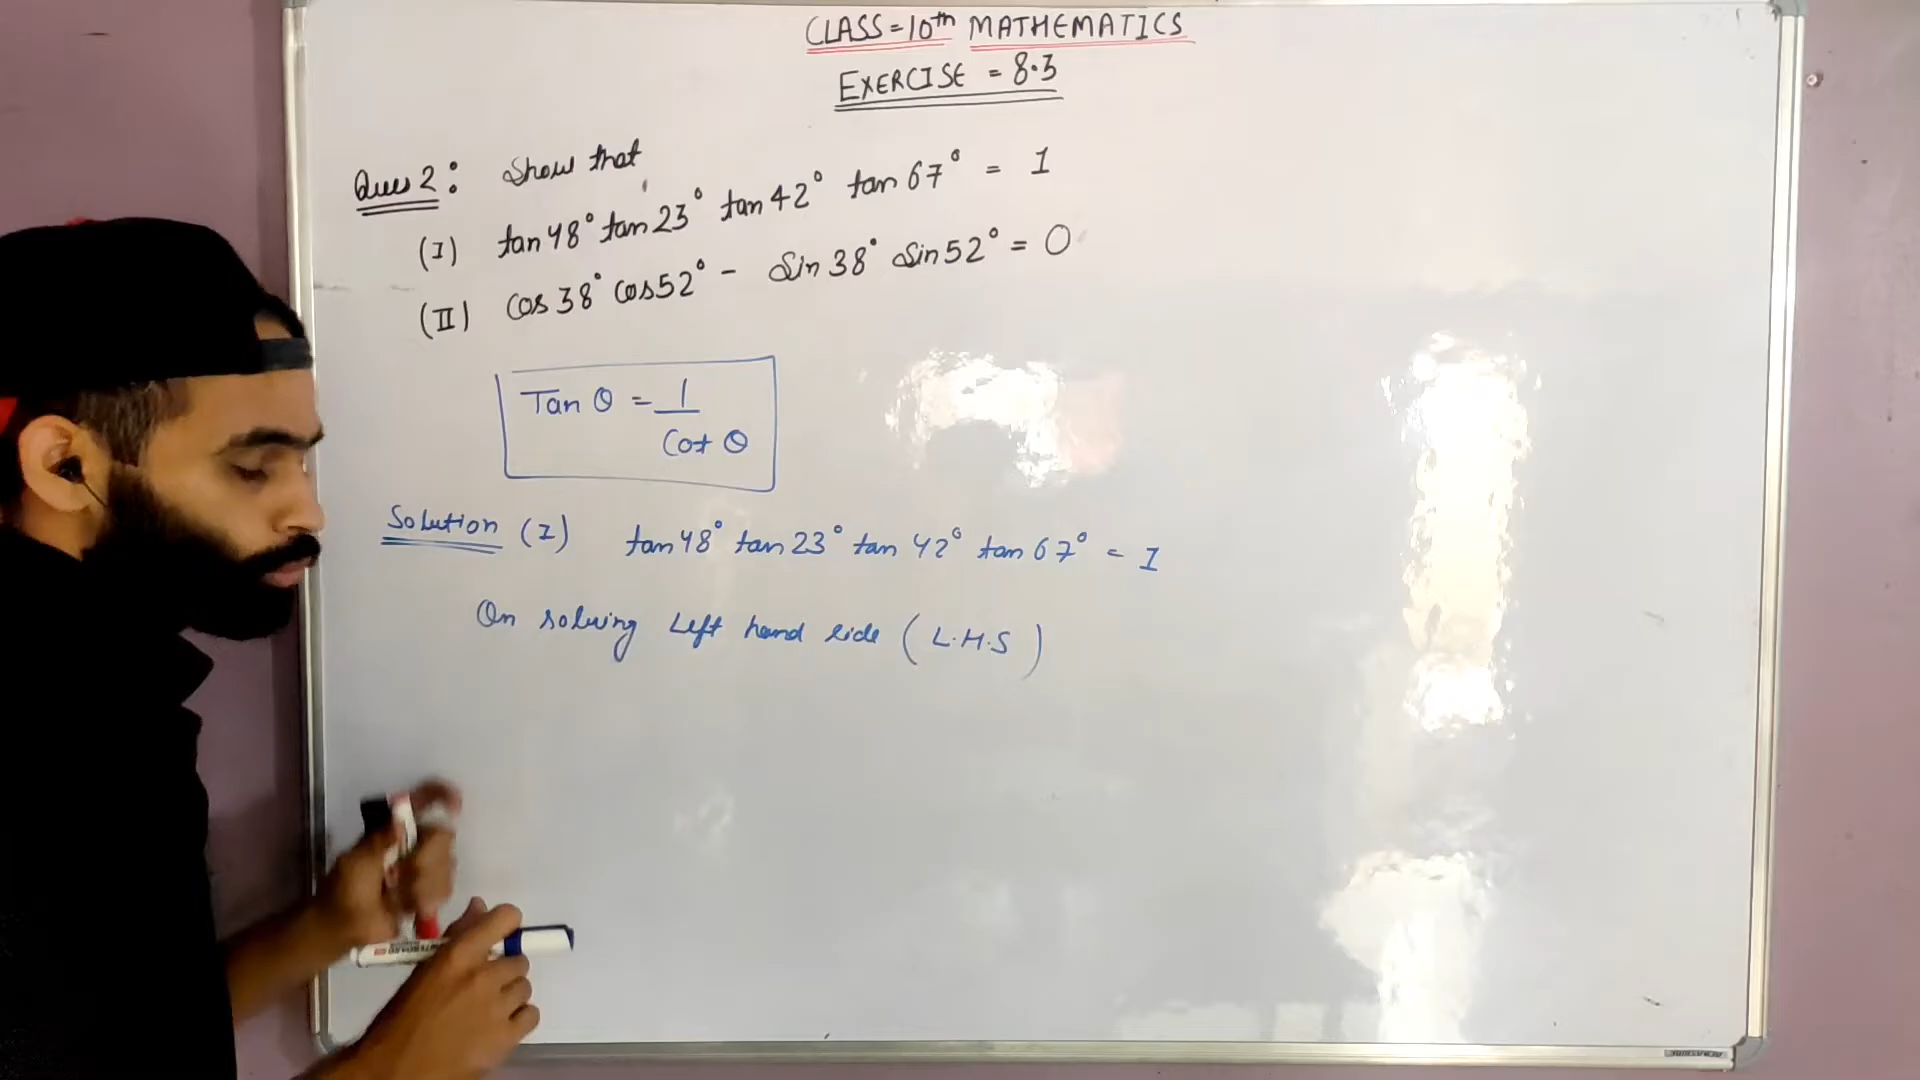 CLASS = 10th MATHEMATICS
EXERCISE = 8.3
Ques 2: Show that
(I) tan 48° tan 23° tan 42° tan 67° = 1
(II) Cos 38° Cos 52° - Sin 38° Sin 52° = 0
Tan θ = 1
Cot θ
Solution (I) tan 48° tan 23° tan 42° tan 67° = 1
On solving Left hand side (L.H.S)